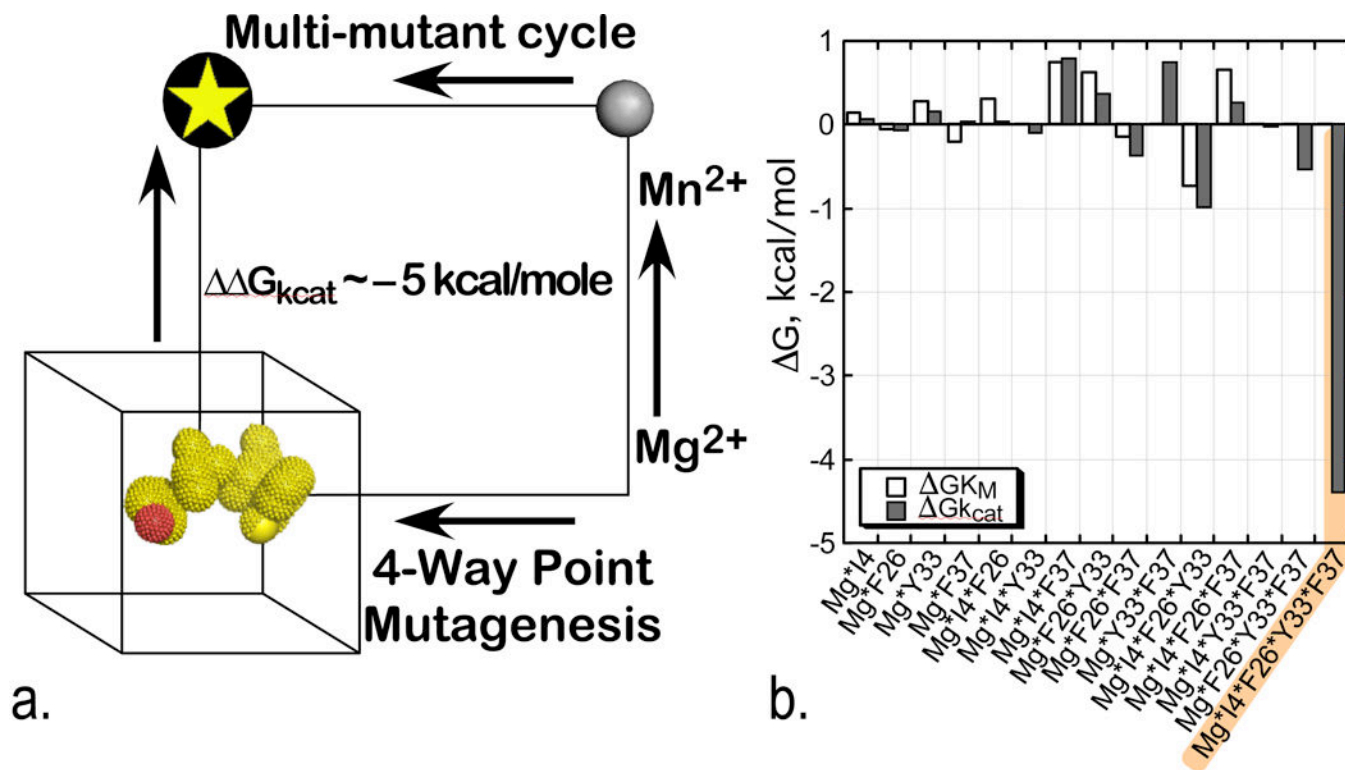 Multi-mutant cycle
Mn2+
ΔΔGkcat ~ – 5 kcal/mole
Mg2+
4-Way Point
Mutagenesis
a.
1
0
-1
-2
-3
-4
-5
ΔG, kcal/mol
ΔGKM
ΔGkcat
Mg*I4
Mg*F26
Mg*Y33
Mg*F37
Mg*I4*F26
Mg*I4*Y33
Mg*I4*F37
Mg*F26*Y33
Mg*F26*F37
Mg*Y33*F37
Mg*I4*F26*Y33
Mg*I4*F26*F37
Mg*I4*Y33*F37
Mg*F26*Y33*F37
Mg*I4*F26*Y33*F37
b.